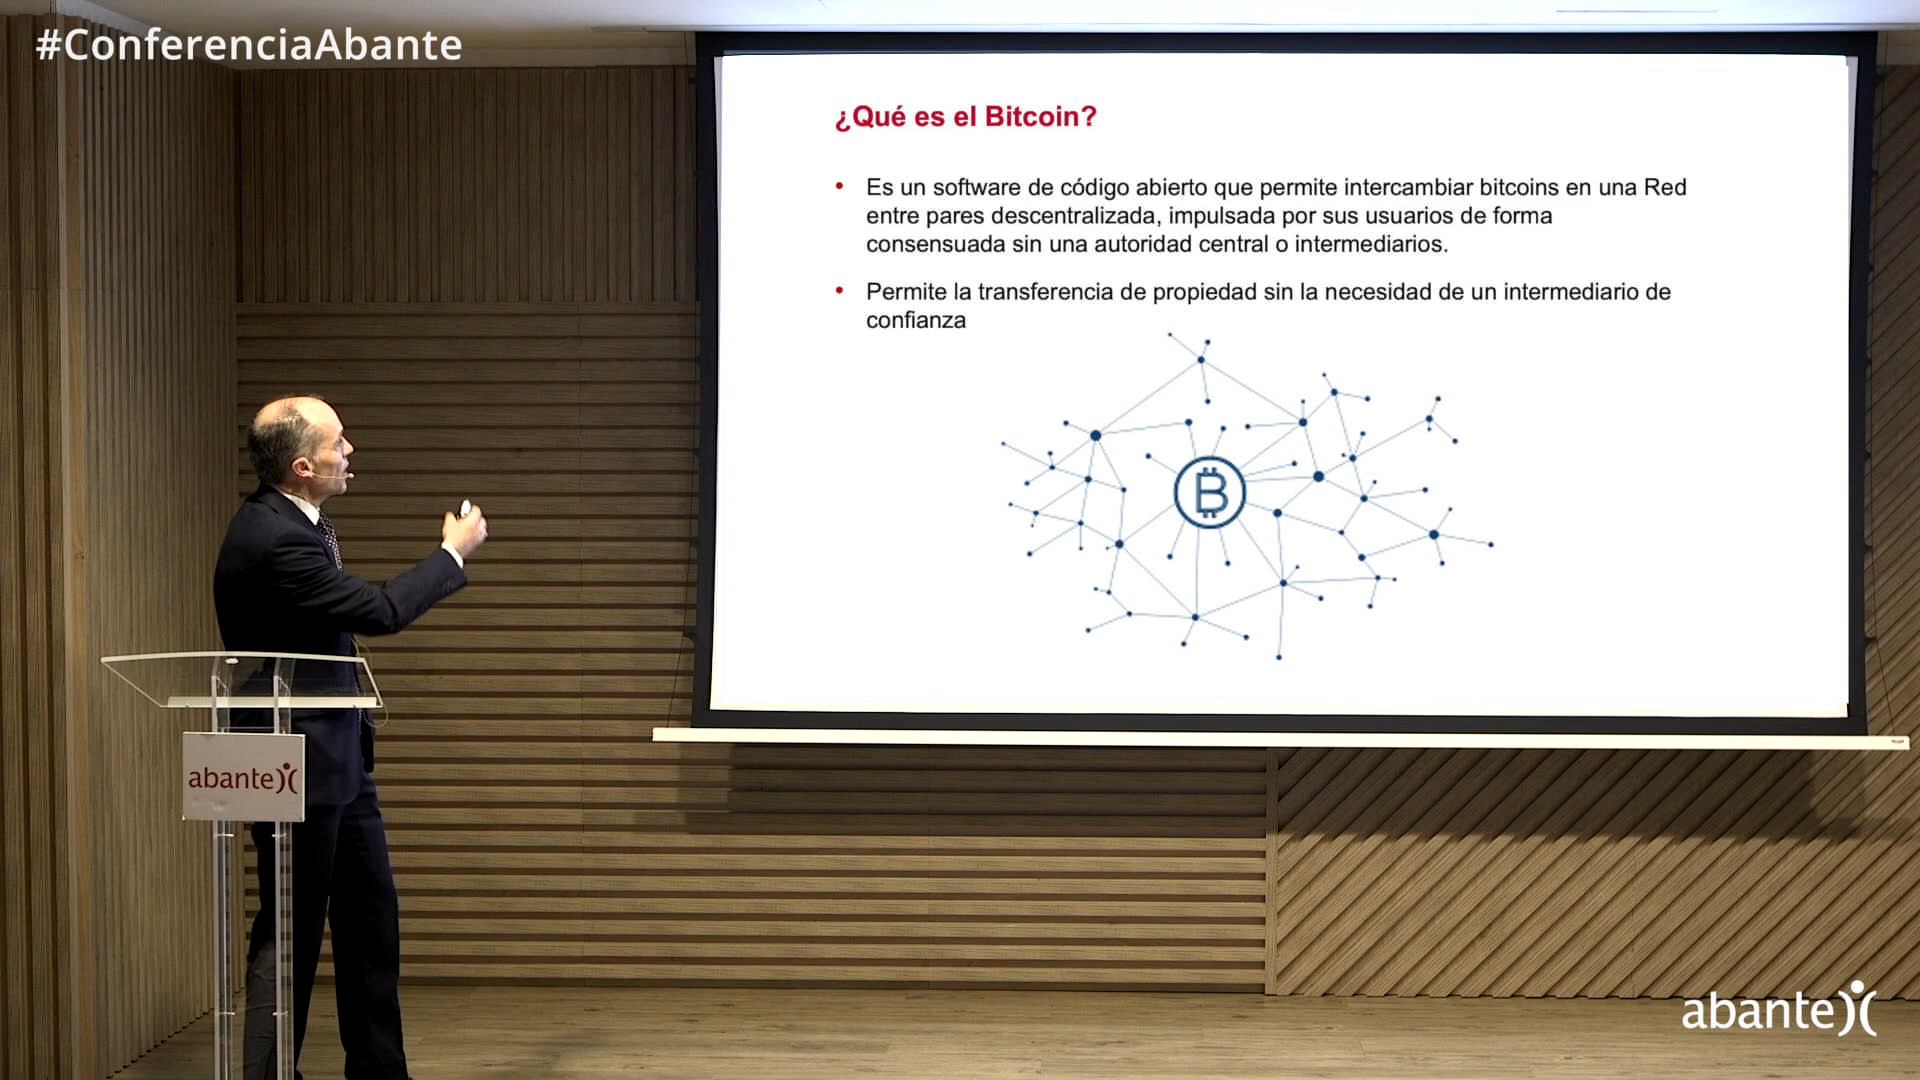 #ConferenciaAbante
¿Qué es el Bitcoin?
• Es un software de código abierto que permite intercambiar bitcoins en una Red
entre pares descentralizada, impulsada por sus usuarios de forma
consensuada sin una autoridad central o intermediarios.
• Permite la transferencia de propiedad sin la necesidad de un intermediario de
confianza
abante
abante